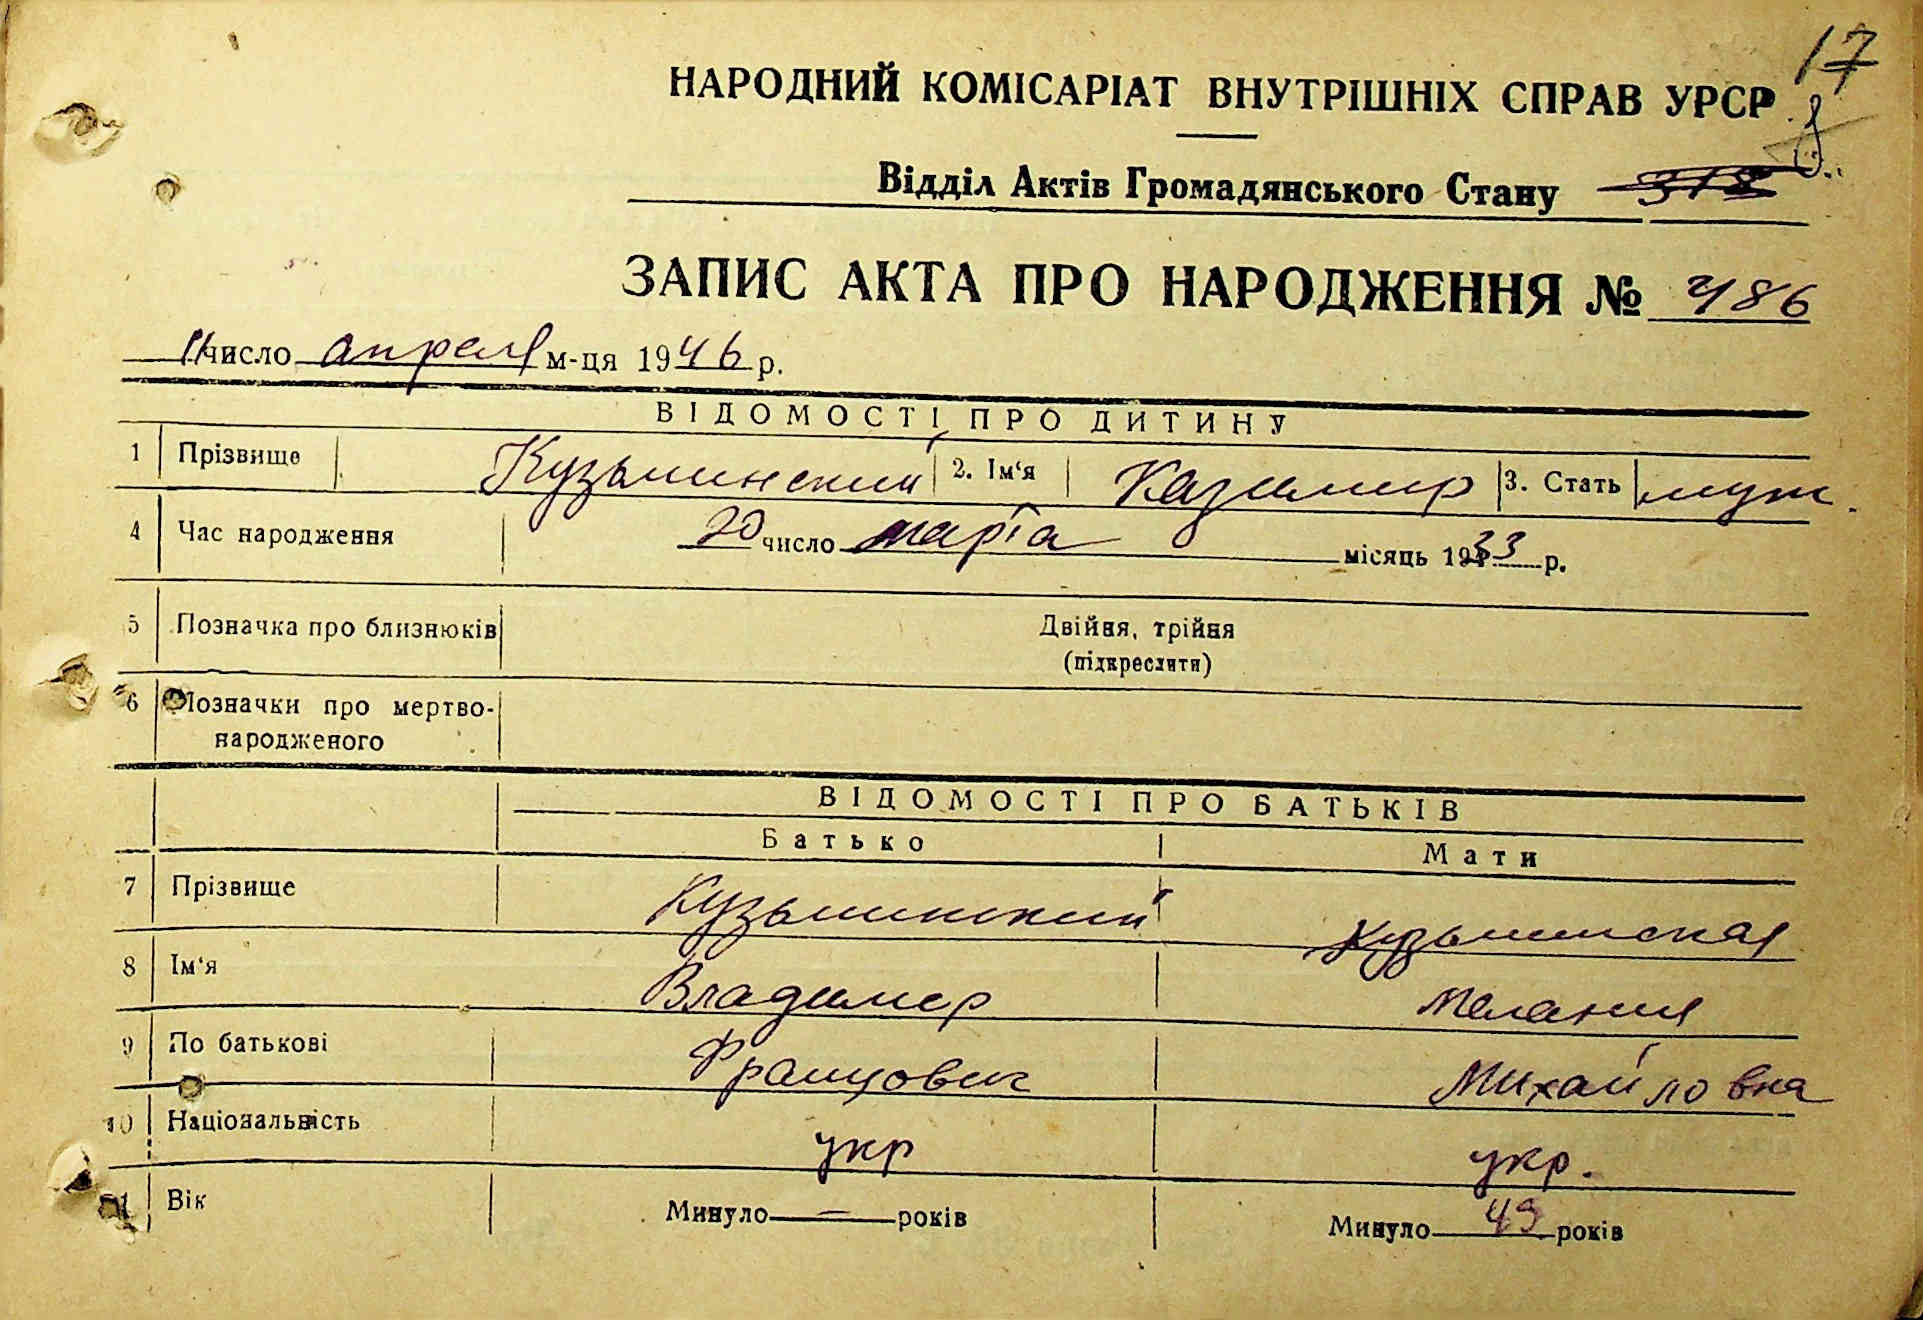 17
НАРОДНИЙ КОМІСАРІАТ ВНУТРІШНІХ СПРАВ УРСР
Відділ Актів Громадянського Стану
ЗАПИС АКТА ПРО НАРОДЖЕННЯ № 486
11 число апреля м-ця 1946 р.
ВІДОМОСТІ ПРО ДИТИНУ
1 Прізвище Кузьминский 2. Ім‘я Казимир 3. Стать муж.
4 Час народження 20 число марта місяць 1933 р.
5 Позначка про близнюків Двійня, трійня
(підкреслити)
6 Позначки про мертво-
народженого
ВІДОМОСТІ ПРО БАТЬКІВ
Батько Мати
7 Прізвище Кузьминский Кузьминская
8 Ім‘я Владимер Мелания
9 По батькові Францович Михайловна
10 Національність укр укр.
11 Вік Минуло — років Минуло 49 років